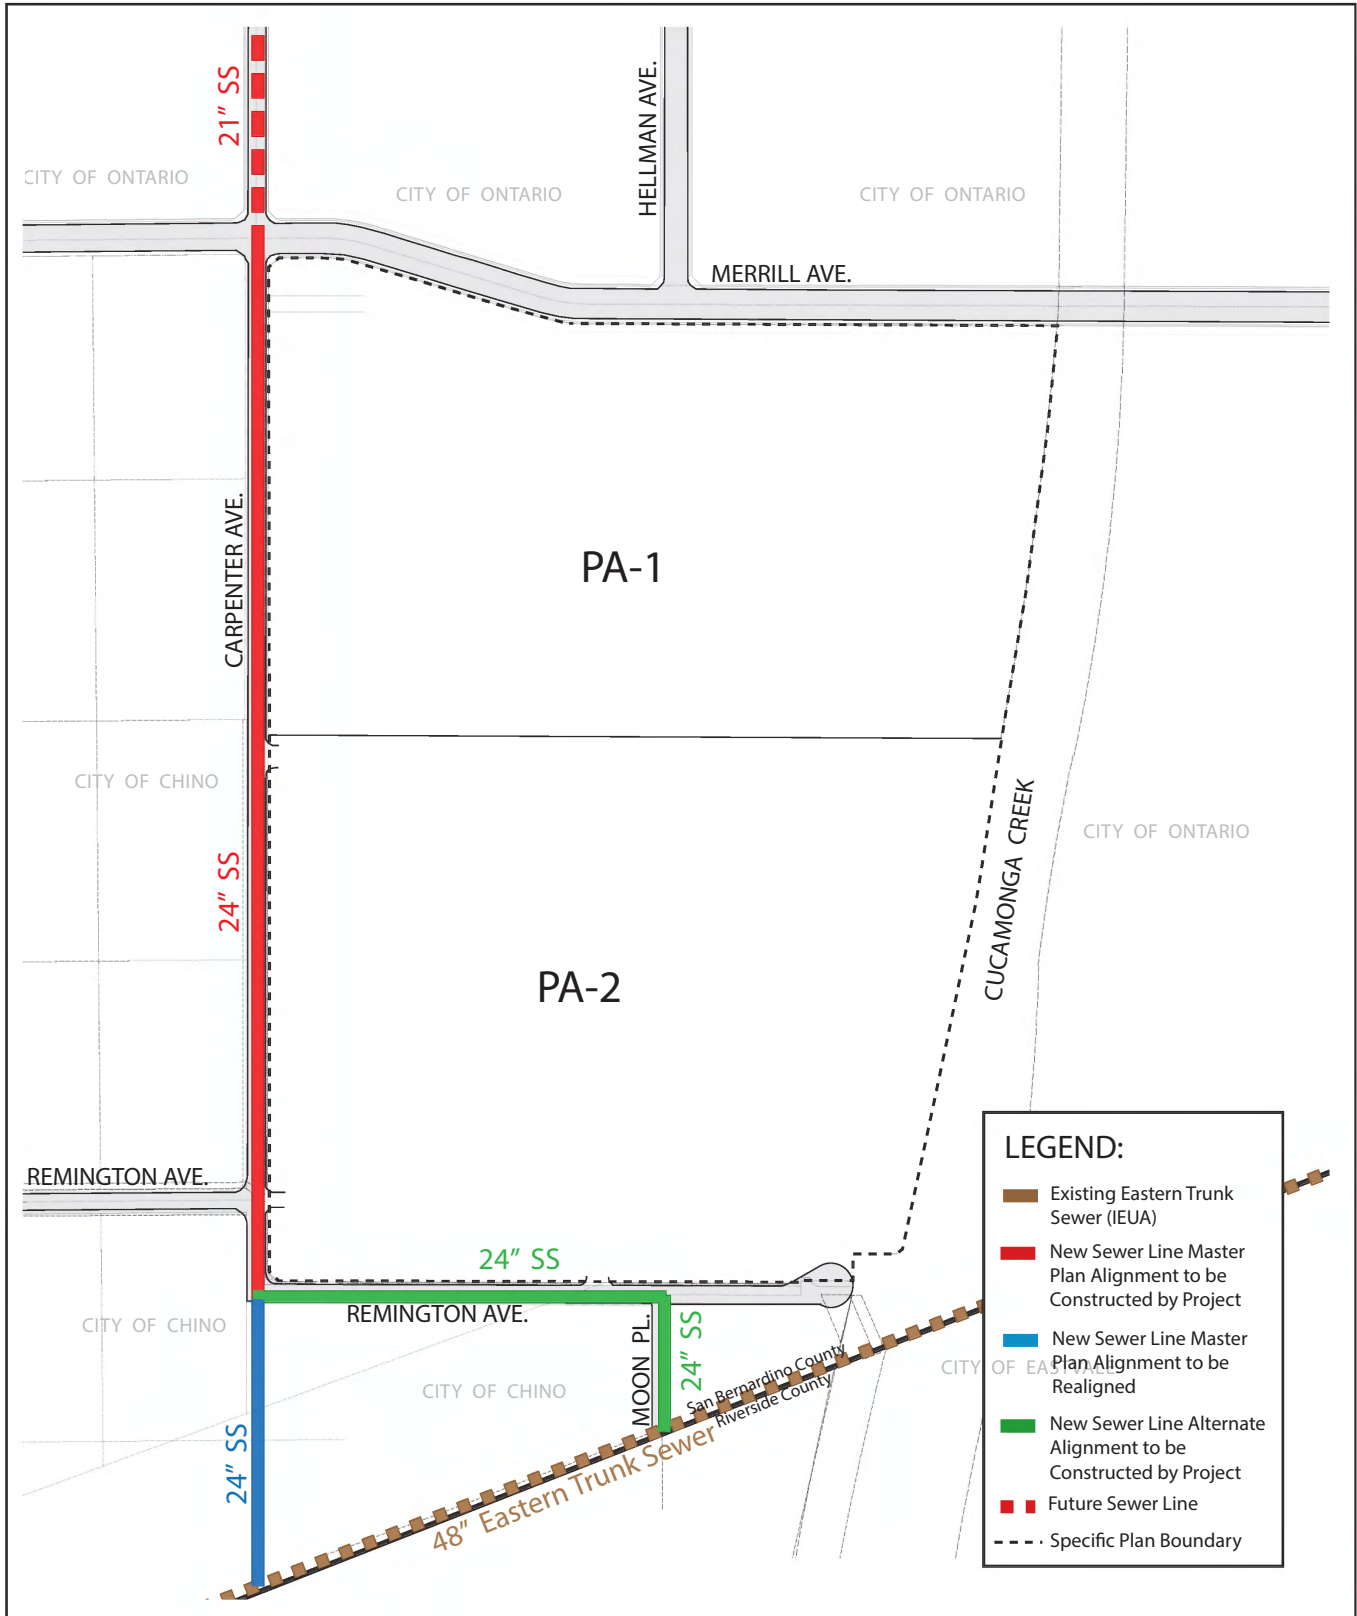 21" SS
HELLMAN AVE.
CITY OF ONTARIO
CITY OF ONTARIO
CITY OF ONTARIO
MERRILL AVE.
CARPENTER AVE.
PA-1
CITY OF CHINO
24" SS
CUCAMONGA CREEK
CITY OF ONTARIO
PA-2
REMINGTON AVE.
24" SS
REMINGTON AVE.
CITY OF CHINO
MOON PL.
24" SS
San Bernardino County
Riverside County
CITY OF EASTVALE
CITY OF CHINO
24" SS
48" Eastern Trunk Sewer
LEGEND:
Existing Eastern Trunk
Sewer (IEUA)
New Sewer Line Master
Plan Alignment to be
Constructed by Project
New Sewer Line Master
Plan Alignment to be
Realigned
New Sewer Line Alternate
Alignment to be
Constructed by Project
Future Sewer Line
Specific Plan Boundary